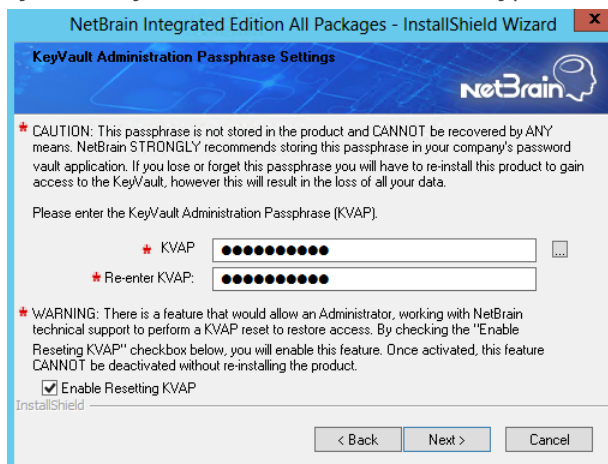 NetBrain Integrated Edition All Packages - InstallShield Wizard x
KeyVault Administration Passphrase Settings
NetBrain
* CAUTION: This passphrase is not stored in the product and CANNOT be recovered by ANY
means. NetBrain STRONGLY recommends storing this passphrase in your company's password
vault application. If you lose or forget this passphrase you will have to re-install this product to gain
access to the KeyVault, however this will result in the loss of all your data.
Please enter the KeyVault Administration Passphrase (KVAP).
* KVAP ●●●●●●●●●● ...
* Re-enter KVAP: ●●●●●●●●●●
* WARNING: There is a feature that would allow an Administrator, working with NetBrain
technical support to perform a KVAP reset to restore access. By checking the "Enable
Reseting KVAP" checkbox below, you will enable this feature. Once activated, this feature
CANNOT be deactivated without re-installing the product.
Enable Resetting KVAP
InstallShield
< Back Next > Cancel